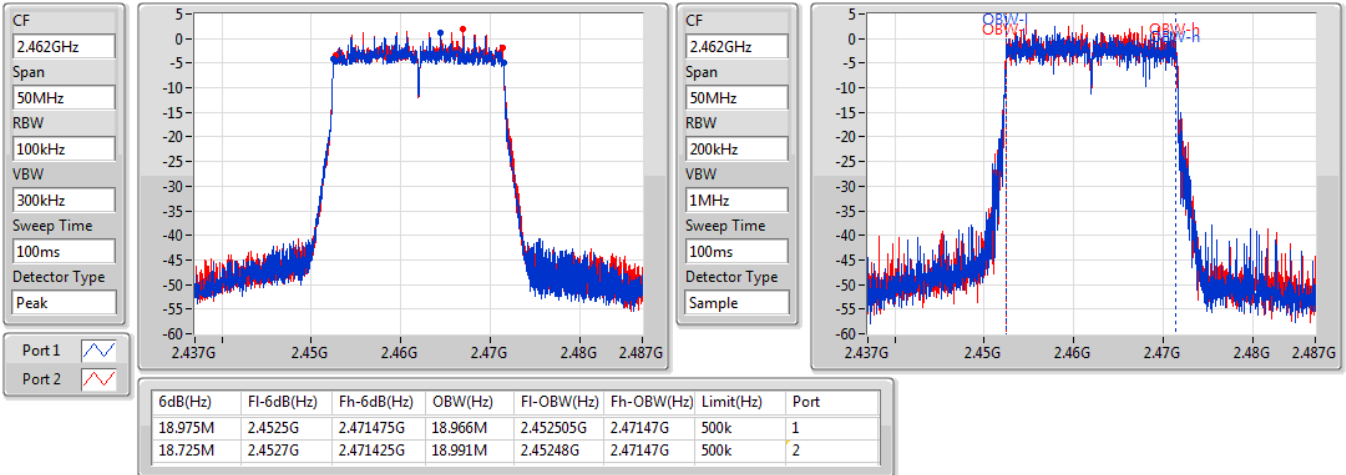 CF
2.462GHz
Span
50MHz
RBW
100kHz
VBW
300kHz
Sweep Time
100ms
Detector Type
Peak
Port 1
Port 2
5
0
-5
-10
-15
-20
-25
-30
-35
-40
-45
-50
-55
-60
2.437G 2.45G 2.46G 2.47G 2.48G 2.487G
CF
2.462GHz
Span
50MHz
RBW
200kHz
VBW
1MHz
Sweep Time
100ms
Detector Type
Sample
5
0
-5
-10
-15
-20
-25
-30
-35
-40
-45
-50
-55
-60
OBW-l
OBW-l
OBW-h
OBW-h
2.437G 2.45G 2.46G 2.47G 2.48G 2.487G
6dB(Hz) Fl-6dB(Hz) Fh-6dB(Hz) OBW(Hz) Fl-OBW(Hz) Fh-OBW(Hz) Limit(Hz) Port
18.975M 2.4525G 2.471475G 18.966M 2.452505G 2.47147G 500k 1
18.725M 2.4527G 2.471425G 18.991M 2.45248G 2.47147G 500k 2